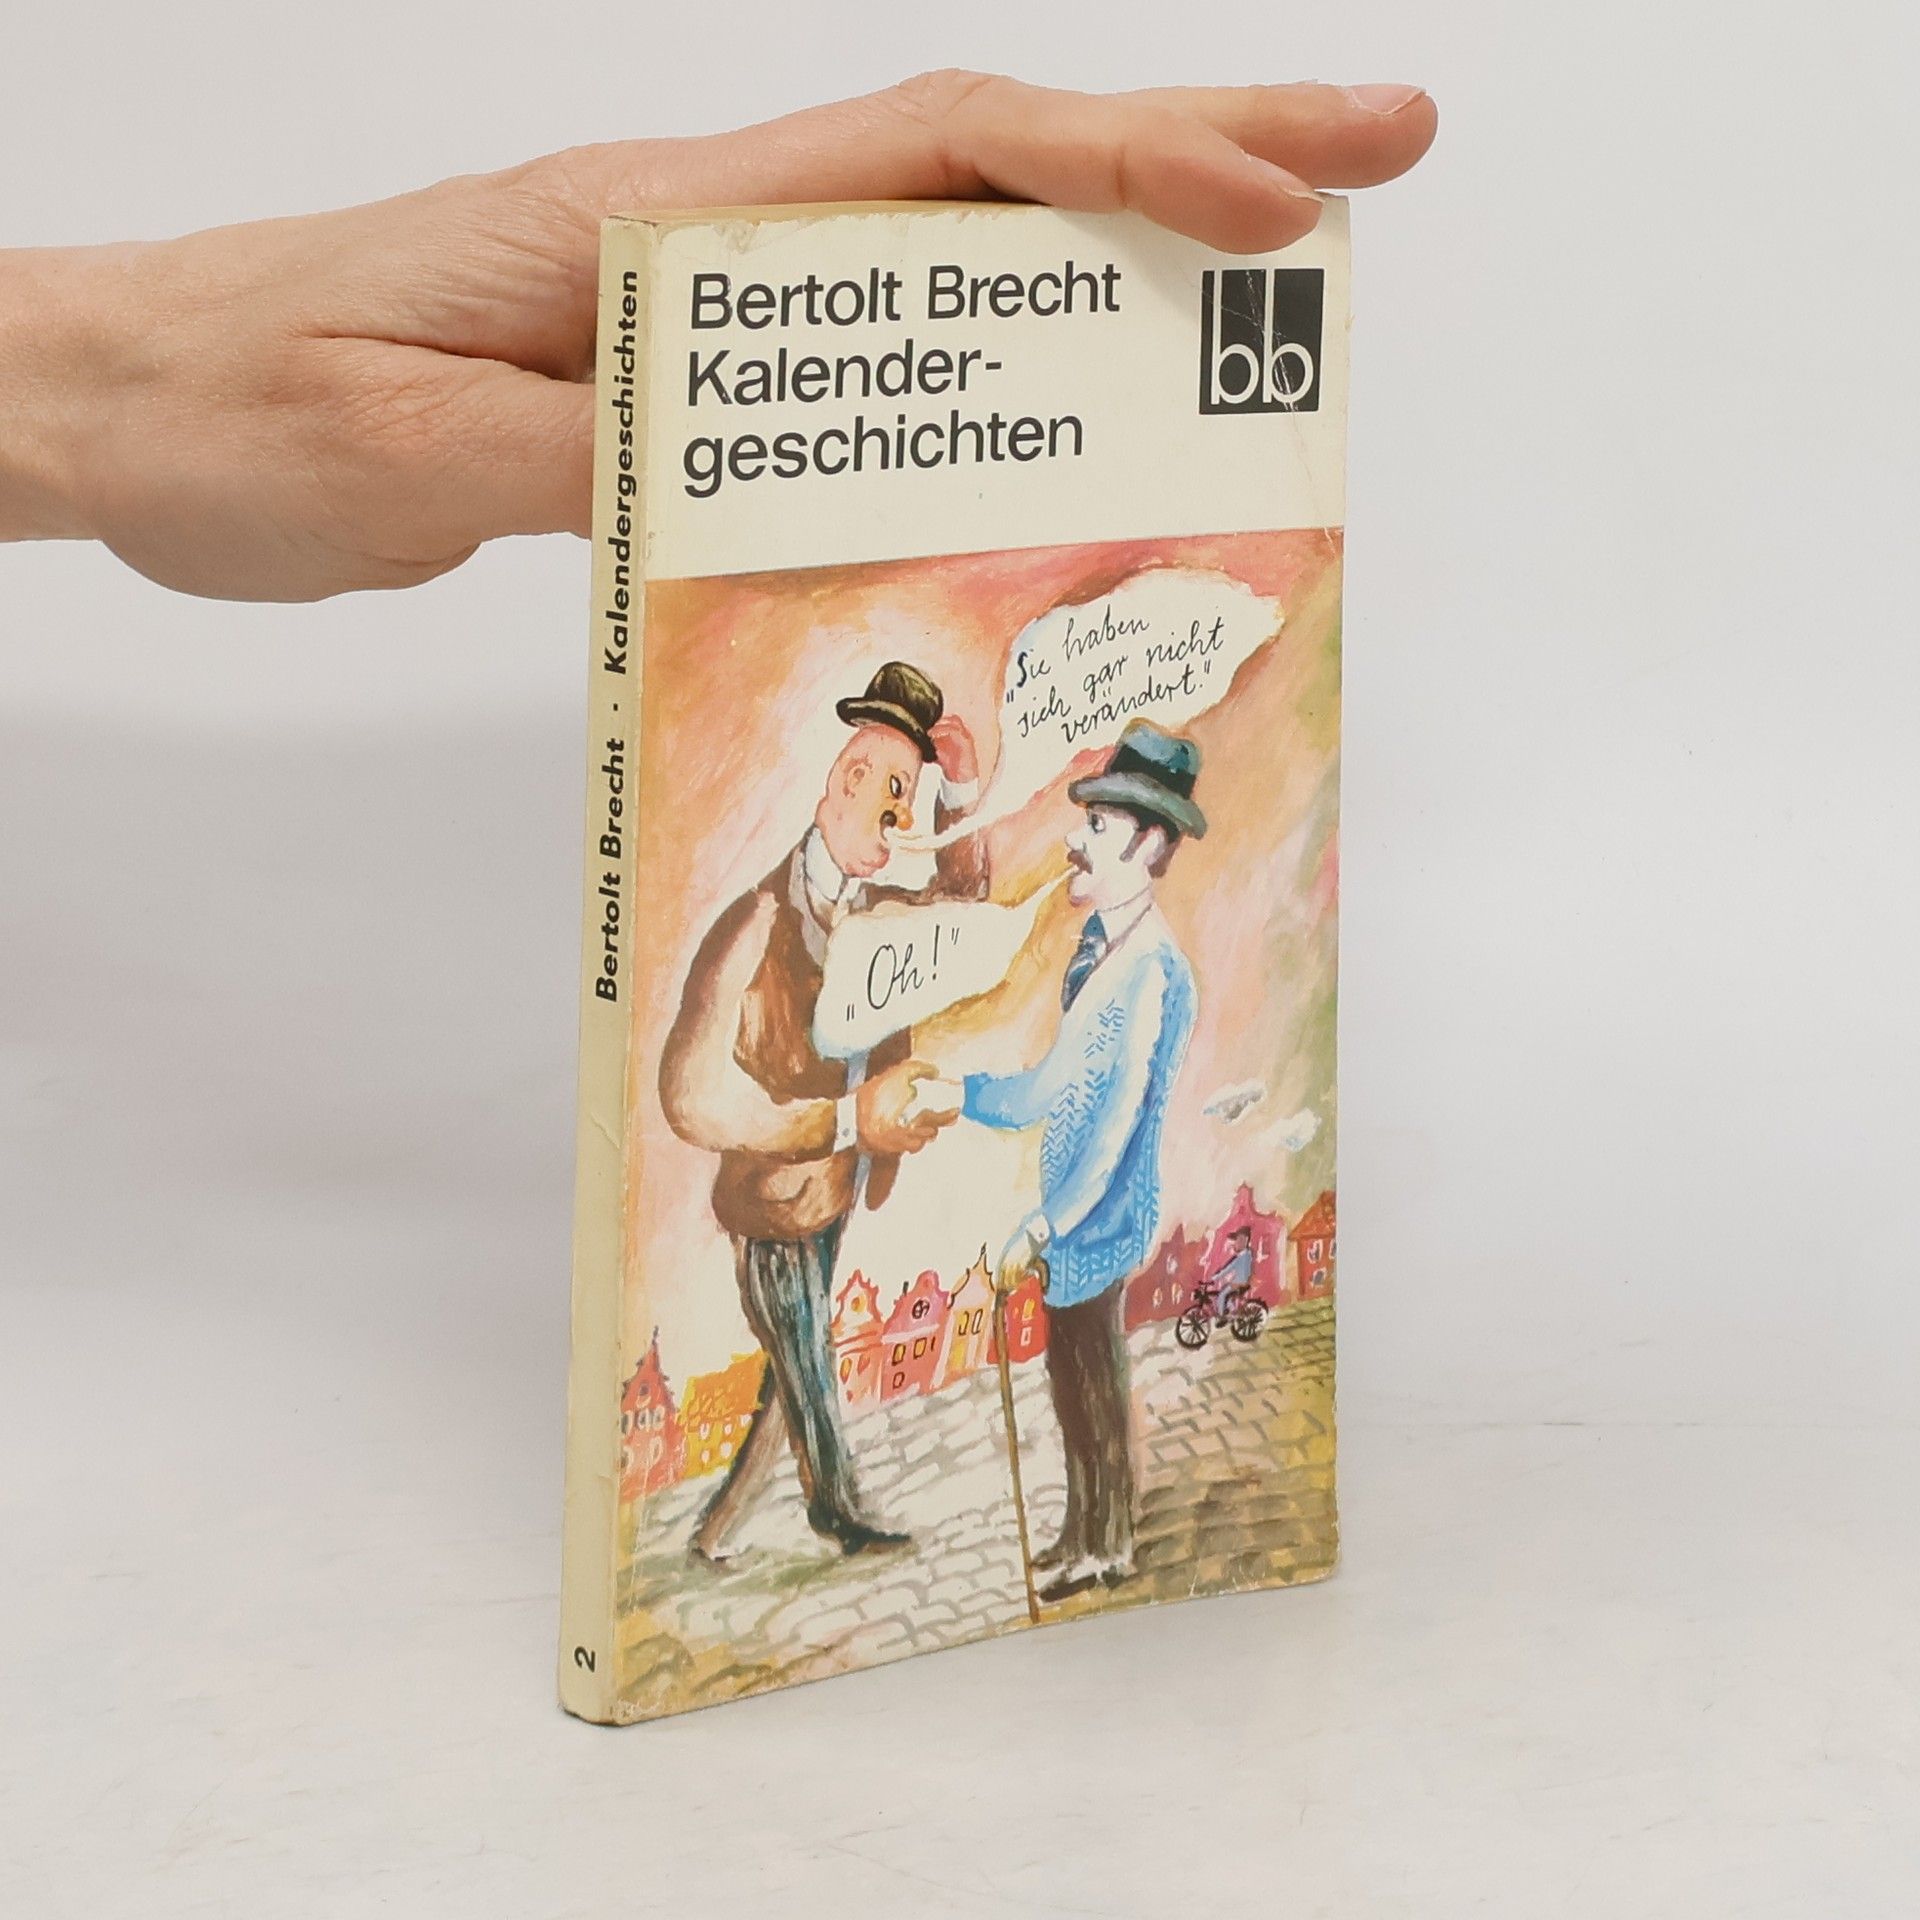 Bertolt Brecht
Kalender-
geschichten
bb
„Sie haben
sich gar nicht
verändert."
„Oh!"
Bertolt Brecht · Kalendergeschichten
2